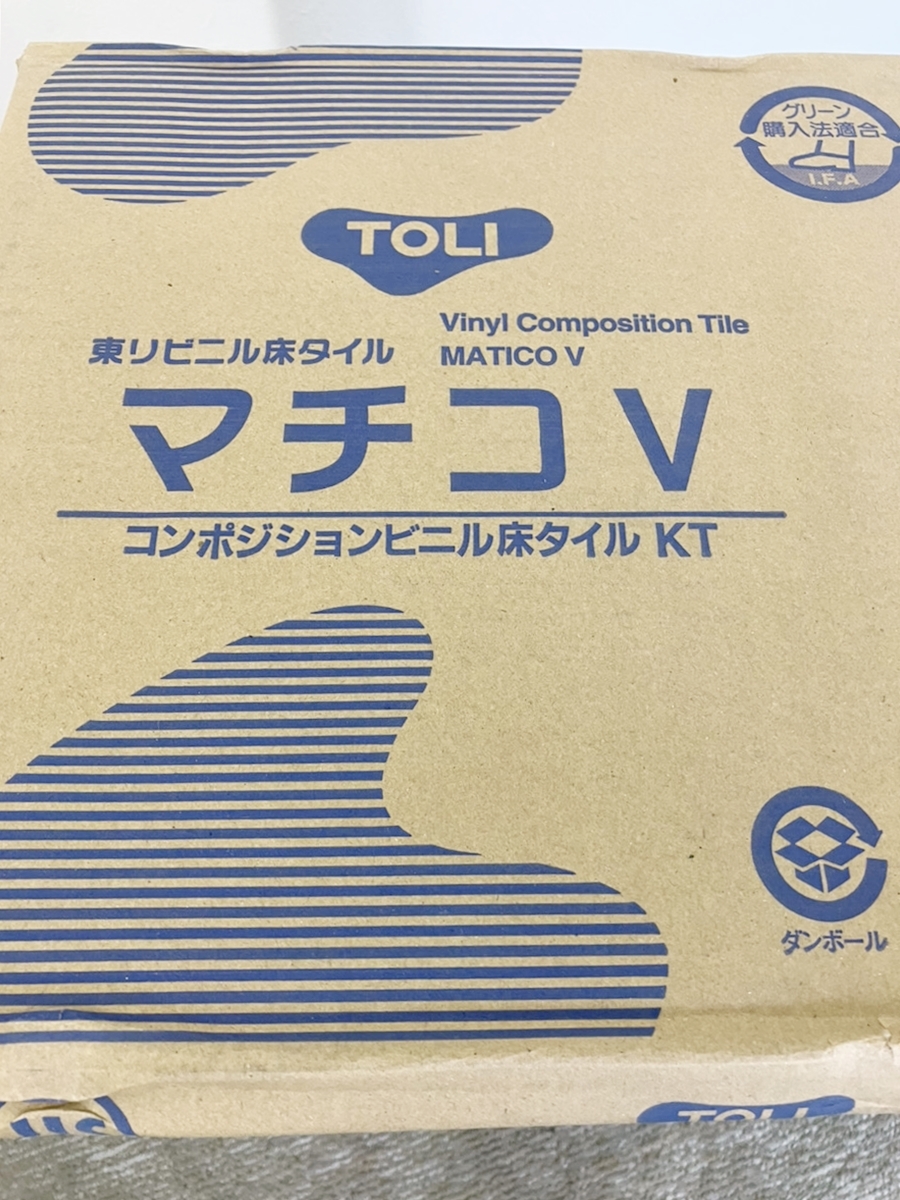 グリーン
購入法適合
I.F.A
TOLI
Vinyl Composition Tile
東リビニル床タイル
MATICO V
マチコV
コンポジションビニル床タイル KT
ダンボール
TOLI